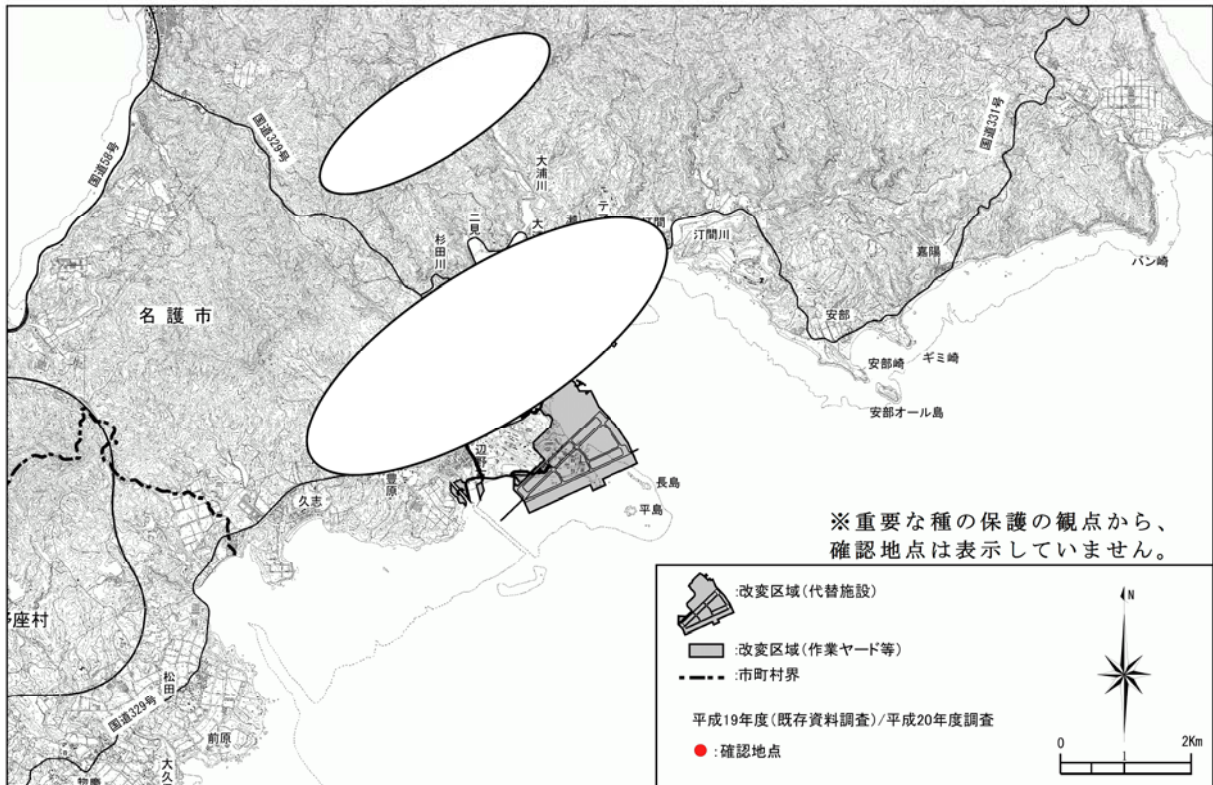 国道58号
国道329号
国道331号
大浦川
二見
杉田川
大
テ
汀間
汀間川
嘉陽
バン崎
名護市
安部
安部崎
ギミ崎
安部オール島
辺野
豊原
久志
長島
平島
※重要な種の保護の観点から、
確認地点は表示していません。
座村
松田
国道329号
前原
惣慶
大久
:改変区域(代替施設)
:改変区域(作業ヤード等)
:市町村界
平成19年度(既存資料調査)/平成20年度調査
:確認地点
N
0
1
2Km